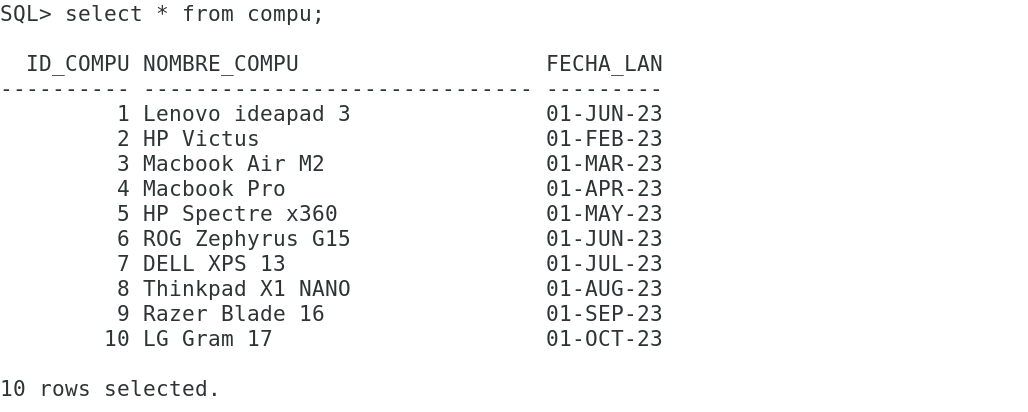 SQL> select * from compu;
  ID_COMPU NOMBRE_COMPU                   FECHA_LAN
---------- ------------------------------ ---------
         1 Lenovo ideapad 3               01-JUN-23
         2 HP Victus                      01-FEB-23
         3 Macbook Air M2                 01-MAR-23
         4 Macbook Pro                    01-APR-23
         5 HP Spectre x360                01-MAY-23
         6 ROG Zephyrus G15               01-JUN-23
         7 DELL XPS 13                    01-JUL-23
         8 Thinkpad X1 NANO               01-AUG-23
         9 Razer Blade 16                 01-SEP-23
        10 LG Gram 17                     01-OCT-23
10 rows selected.